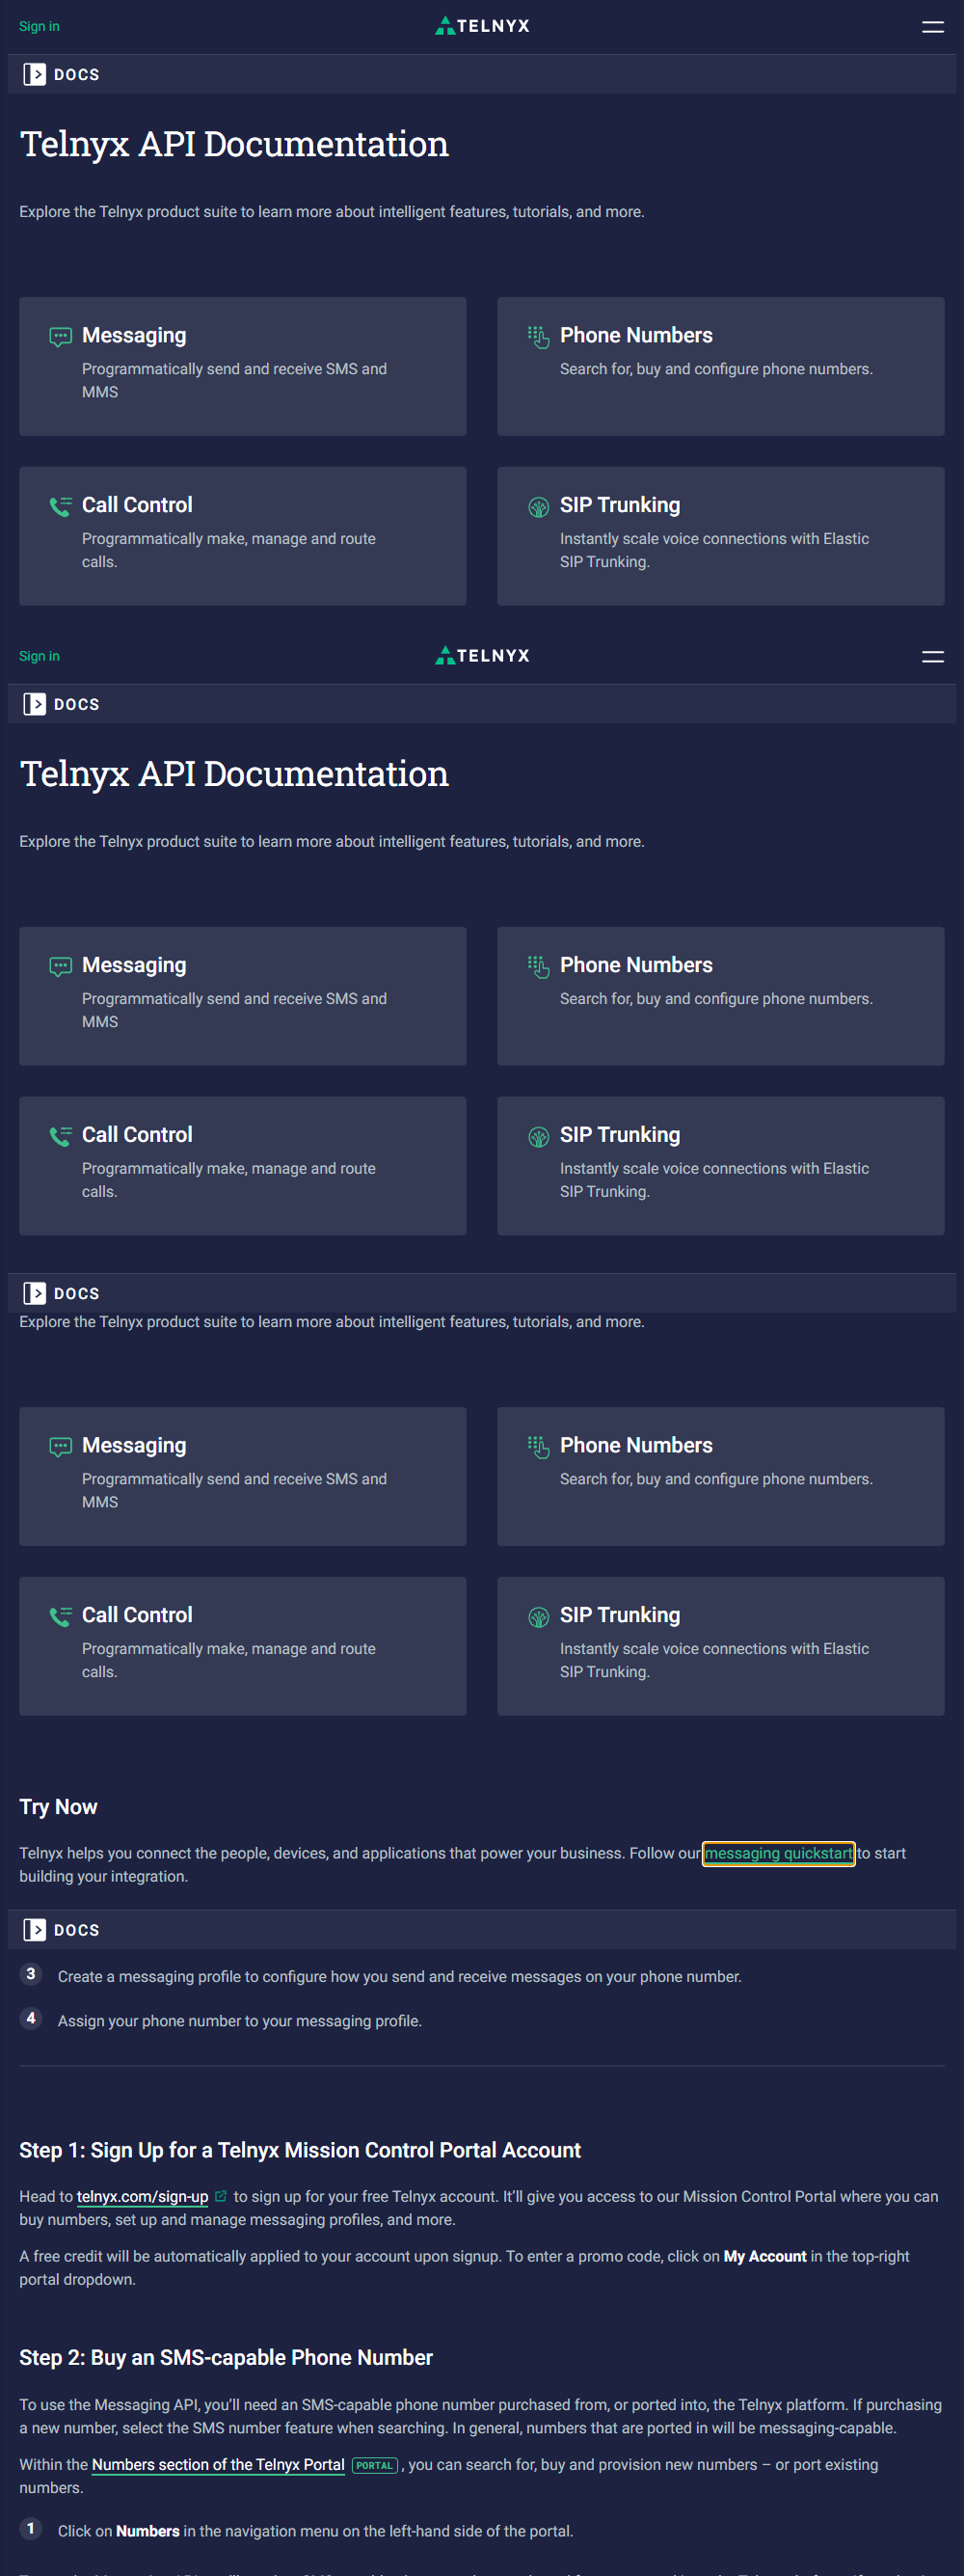 Sign in
TELNYX
DOCS
Telnyx API Documentation
Explore the Telnyx product suite to learn more about intelligent features, tutorials, and more.
Messaging
Programmatically send and receive SMS and
MMS
Phone Numbers
Search for, buy and configure phone numbers.
Call Control
Programmatically make, manage and route
calls.
SIP Trunking
Instantly scale voice connections with Elastic
SIP Trunking.
Sign in
TELNYX
DOCS
Telnyx API Documentation
Explore the Telnyx product suite to learn more about intelligent features, tutorials, and more.
Messaging
Programmatically send and receive SMS and
MMS
Phone Numbers
Search for, buy and configure phone numbers.
Call Control
Programmatically make, manage and route
calls.
SIP Trunking
Instantly scale voice connections with Elastic
SIP Trunking.
DOCS
Explore the Telnyx product suite to learn more about intelligent features, tutorials, and more.
Messaging
Programmatically send and receive SMS and
MMS
Phone Numbers
Search for, buy and configure phone numbers.
Call Control
Programmatically make, manage and route
calls.
SIP Trunking
Instantly scale voice connections with Elastic
SIP Trunking.
Try Now
Telnyx helps you connect the people, devices, and applications that power your business. Follow our messaging quickstart to start
building your integration.
DOCS
3 Create a messaging profile to configure how you send and receive messages on your phone number.
4 Assign your phone number to your messaging profile.
Step 1: Sign Up for a Telnyx Mission Control Portal Account
Head to telnyx.com/sign-up to sign up for your free Telnyx account. It’ll give you access to our Mission Control Portal where you can
buy numbers, set up and manage messaging profiles, and more.
A free credit will be automatically applied to your account upon signup. To enter a promo code, click on My Account in the top-right
portal dropdown.
Step 2: Buy an SMS-capable Phone Number
To use the Messaging API, you’ll need an SMS-capable phone number purchased from, or ported into, the Telnyx platform. If purchasing
a new number, select the SMS number feature when searching. In general, numbers that are ported in will be messaging-capable.
Within the Numbers section of the Telnyx Portal PORTAL , you can search for, buy and provision new numbers – or port existing
numbers.
1 Click on Numbers in the navigation menu on the left-hand side of the portal.